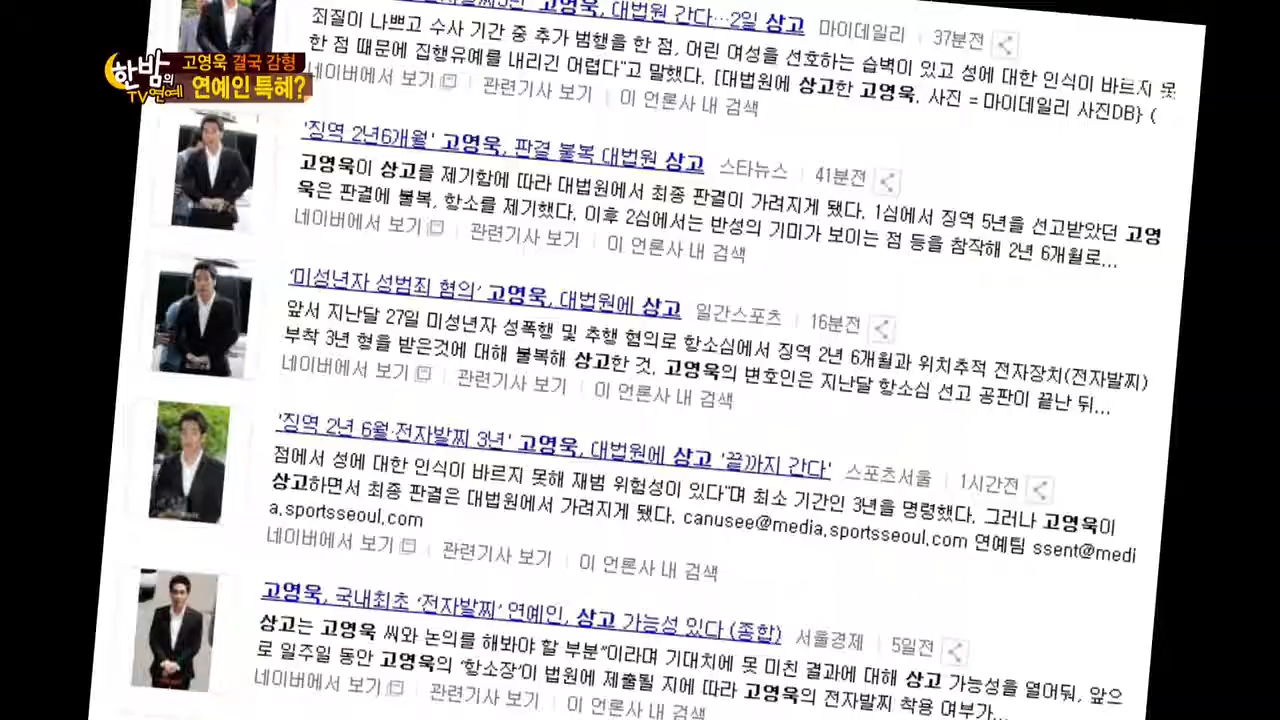 한밤의
TV연예
고영욱 결국 감형
연예인 특혜?
고영욱, 대법원 간다…2일 상고 마이데일리 37분전
죄질이 나쁘고 수사 기간 중 추가 범행을 한 점, 어린 여성을 선호하는 습벽이 있고 성에 대한 인식이 바르지 못
한 점 때문에 집행유예를 내리긴 어렵다"고 말했다. [대법원에 상고한 고영욱. 사진 = 마이데일리 사진DB} (
네이버에서 보기 관련기사 보기 이 언론사 내 검색
'징역 2년6개월' 고영욱, 판결 불복 대법원 상고 스타뉴스 41분전
고영욱이 상고를 제기함에 따라 대법원에서 최종 판결이 가려지게 됐다. 1심에서 징역 5년을 선고받았던 고영
욱은 판결에 불복, 항소를 제기했다. 이후 2심에서는 반성의 기미가 보이는 점 등을 참작해 2년 6개월로...
네이버에서 보기 관련기사 보기 이 언론사 내 검색
'미성년자 성범죄 혐의' 고영욱, 대법원에 상고 일간스포츠 16분전
앞서 지난달 27일 미성년자 성폭행 및 추행 혐의로 항소심에서 징역 2년 6개월과 위치추적 전자장치(전자발찌)
부착 3년 형을 받은것에 대해 불복해 상고한 것. 고영욱의 변호인은 지난달 항소심 선고 공판이 끝난 뒤...
네이버에서 보기 관련기사 보기 이 언론사 내 검색
'징역 2년 6월·전자발찌 3년' 고영욱, 대법원에 상고 '끝까지 간다' 스포츠서울 1시간전
점에서 성에 대한 인식이 바르지 못해 재범 위험성이 있다"며 최소 기간인 3년을 명령했다. 그러나 고영욱이
상고하면서 최종 판결은 대법원에서 가려지게 됐다. canusee@media.sportsseoul.com 연예팀 ssent@medi
a.sportsseoul.com
네이버에서 보기 관련기사 보기 이 언론사 내 검색
고영욱, 국내최초 '전자발찌' 연예인, 상고 가능성 있다 (종합) 서울경제 5일전
상고는 고영욱 씨와 논의를 해봐야 할 부분"이라며 기대치에 못 미친 결과에 대해 상고 가능성을 열어둬, 앞으
로 일주일 동안 고영욱의 '항소장'이 법원에 제출될 지에 따라 고영욱의 전자발찌 착용 여부가...
네이버에서 보기 관련기사 보기 이 언론사 내 검색